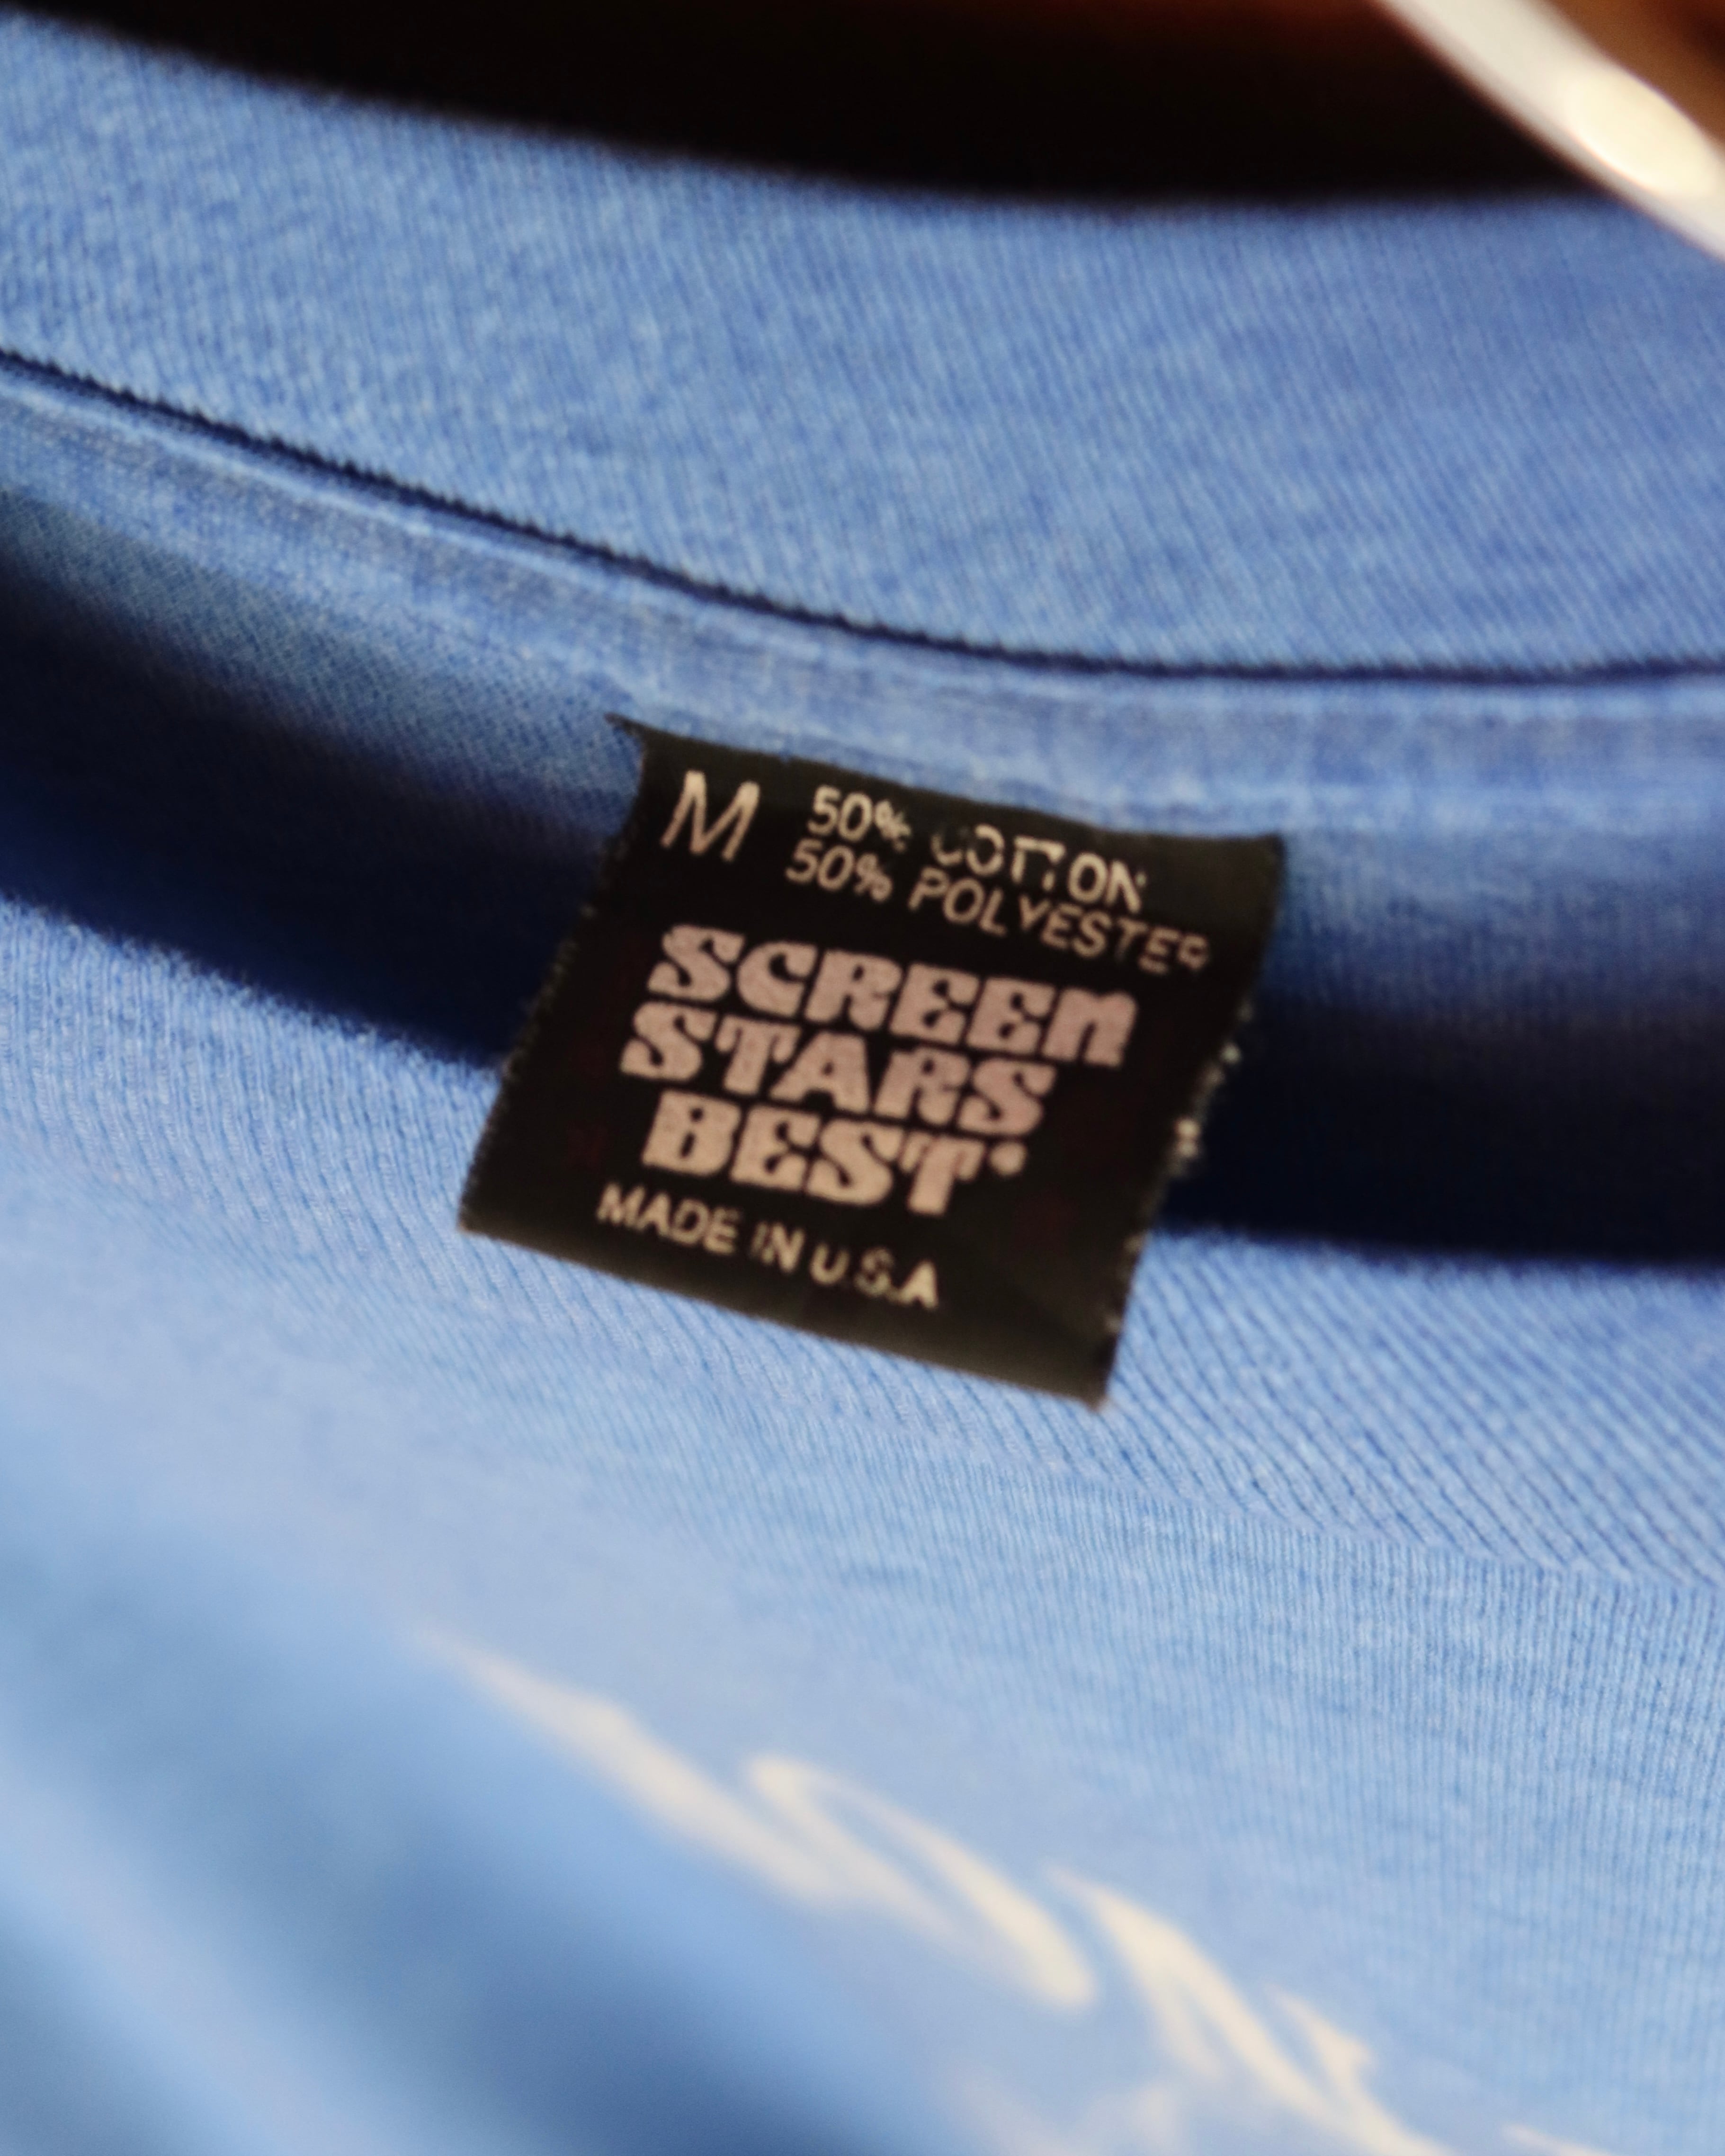 M 50% COTTON
50% POLYESTER
SCREEN
STARS
BEST
MADE IN U.S.A